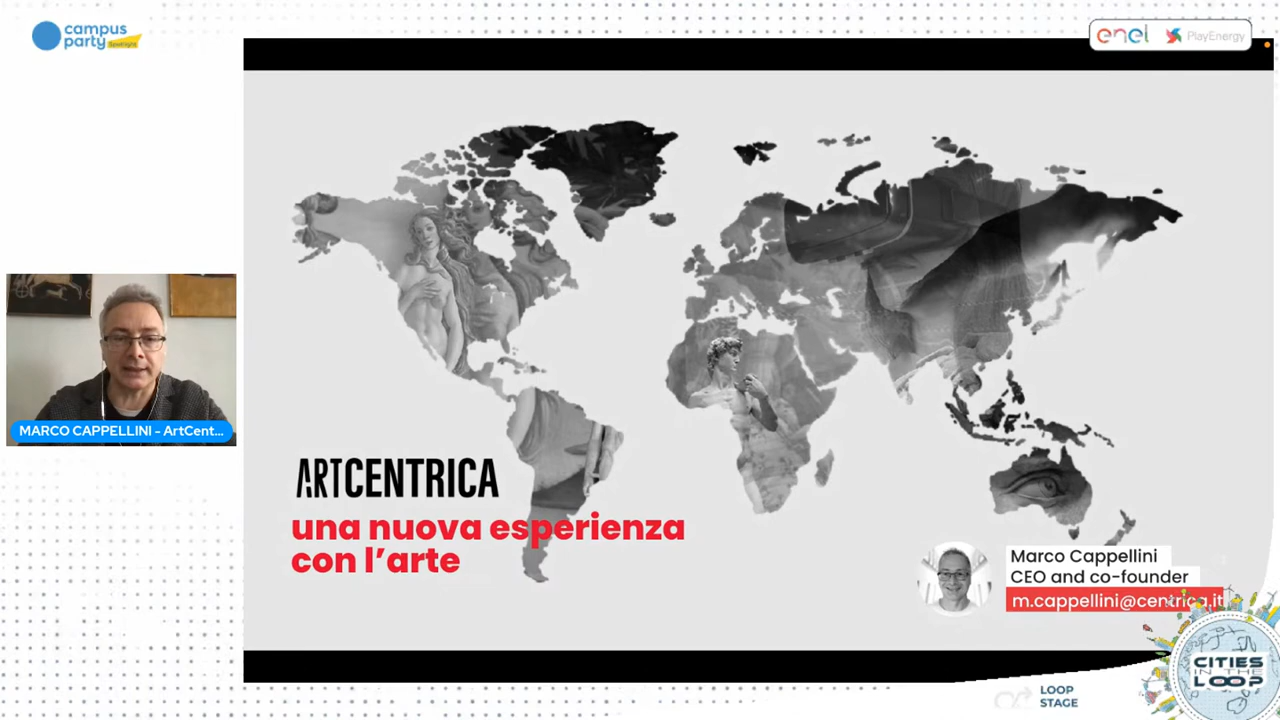 campus
party
Spotlight
enel
PlayEnergy
MARCO CAPPELLINI - ArtCent...
ARTCENTRICA
una nuova esperienza
con l'arte
Marco Cappellini
CEO and co-founder
m.cappellini@centrica.it
CITIES
IN THE
LOOP
LOOP
STAGE